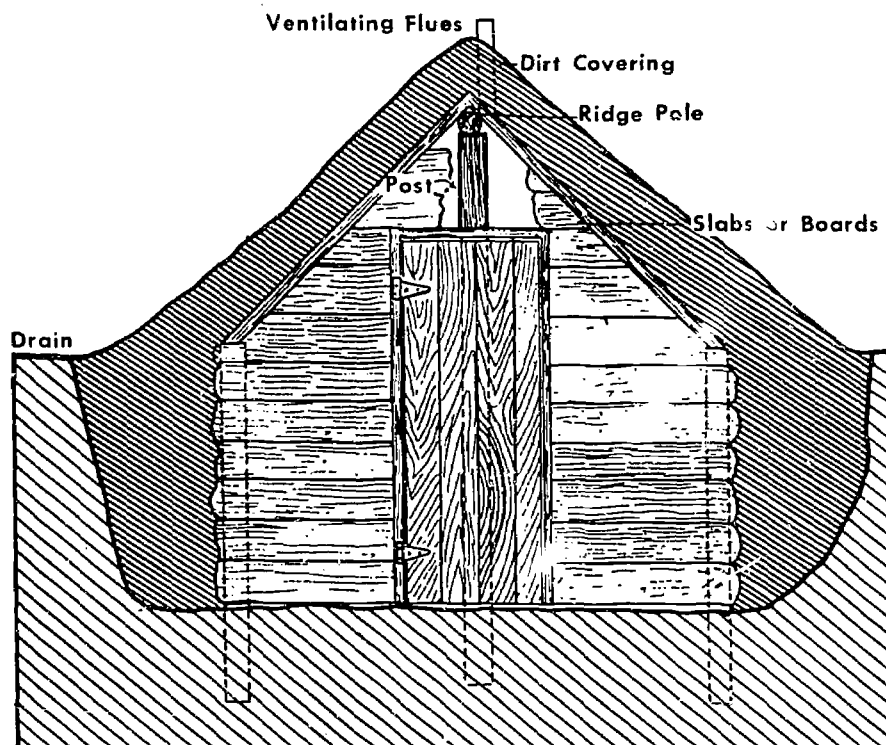 Ventilating Flues
Dirt Covering
Ridge Pole
Post
Slabs or Boards
Drain